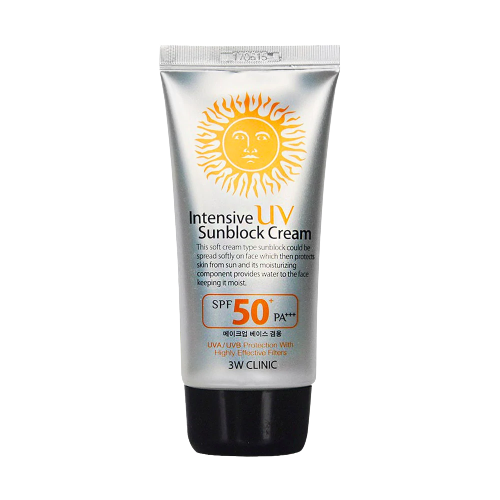 Intensive UV
Sunblock Cream
This soft cream type sunblock could be
spread softly on face which then protects
skin from sun and its moisturizing
component provides water to the face
keeping it moist.
SPF 50+ PA+++
메이크업 베이스 겸용
UVA/UVB Protection With
Highly Effective Filters
3W CLINIC